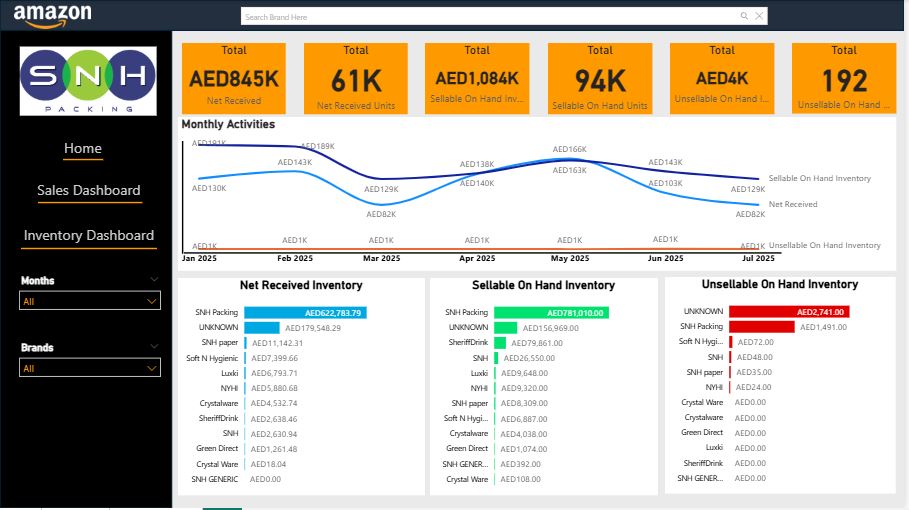 amazon
Search Brand Here
SNH
PACKING
Home
Sales Dashboard
Inventory Dashboard
Months
All
Brands
All
Total
AED845K
Net Received
Total
61K
Net Received Units
Total
AED1,084K
Sellable On Hand Inv...
Total
94K
Sellable On Hand Units
Total
AED4K
Unsellable On Hand I...
Total
192
Unsellable On Hand ...
Monthly Activities
AED191K
AED189K
AED129K
AED138K
AED166K
AED143K
AED129K
Sellable On Hand Inventory
AED130K
AED143K
AED82K
AED140K
AED163K
AED103K
AED82K
Net Received
AED1K
AED1K
AED1K
AED1K
AED1K
AED1K
AED1K
Unsellable On Hand Inventory
Jan 2025
Feb 2025
Mar 2025
Apr 2025
May 2025
Jun 2025
Jul 2025
Net Received Inventory
SNH Packing AED622,783.79
UNKNOWN AED179,548.29
SNH paper AED11,142.31
Soft N Hygienic AED7,399.66
Luxki AED6,793.71
NYHI AED5,880.68
Crystalware AED4,532.74
SheriffDrink AED2,638.46
SNH AED2,630.94
Green Direct AED1,261.48
Crystal Ware AED18.04
SNH GENERIC AED0.00
Sellable On Hand Inventory
SNH Packing AED781,010.00
UNKNOWN AED156,969.00
SheriffDrink AED79,861.00
SNH AED26,550.00
Luxki AED9,648.00
NYHI AED9,320.00
SNH paper AED8,309.00
Soft N Hygi... AED6,887.00
Crystalware AED4,038.00
Green Direct AED1,074.00
SNH GENER... AED392.00
Crystal Ware AED108.00
Unsellable On Hand Inventory
UNKNOWN AED2,741.00
SNH Packing AED1,491.00
Soft N Hygi... AED72.00
SNH AED48.00
SNH paper AED35.00
NYHI AED24.00
Crystal Ware AED0.00
Crystalware AED0.00
Green Direct AED0.00
Luxki AED0.00
SheriffDrink AED0.00
SNH GENER... AED0.00